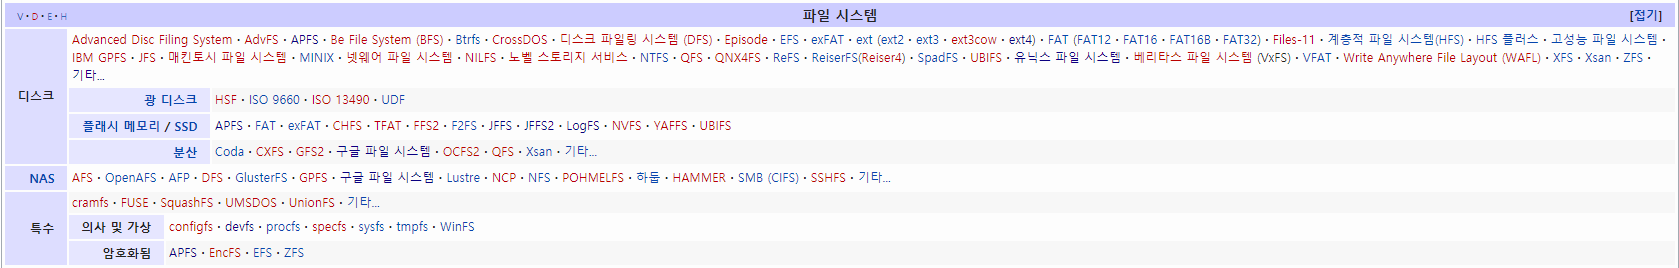 V · D · E · H 파일 시스템 [접기]
디스크
Advanced Disc Filing System · AdvFS · APFS · Be File System (BFS) · Btrfs · CrossDOS · 디스크 파일링 시스템 (DFS) · Episode · EFS · exFAT · ext (ext2 · ext3 · ext3cow · ext4) · FAT (FAT12 · FAT16 · FAT16B · FAT32) · Files-11 · 계층적 파일 시스템(HFS) · HFS 플러스 · 고성능 파일 시스템 ·
IBM GPFS · JFS · 매킨토시 파일 시스템 · MINIX · 넷웨어 파일 시스템 · NILFS · 노벨 스토리지 서비스 · NTFS · QFS · QNX4FS · ReFS · ReiserFS(Reiser4) · SpadFS · UBIFS · 유닉스 파일 시스템 · 베리타스 파일 시스템 (VxFS) · VFAT · Write Anywhere File Layout (WAFL) · XFS · Xsan · ZFS ·
기타...
광 디스크 HSF · ISO 9660 · ISO 13490 · UDF
플래시 메모리 / SSD APFS · FAT · exFAT · CHFS · TFAT · FFS2 · F2FS · JFFS · JFFS2 · LogFS · NVFS · YAFFS · UBIFS
분산 Coda · CXFS · GFS2 · 구글 파일 시스템 · OCFS2 · QFS · Xsan · 기타...
NAS AFS · OpenAFS · AFP · DFS · GlusterFS · GPFS · 구글 파일 시스템 · Lustre · NCP · NFS · POHMELFS · 하둡 · HAMMER · SMB (CIFS) · SSHFS · 기타...
특수
cramfs · FUSE · SquashFS · UMSDOS · UnionFS · 기타...
의사 및 가상 configfs · devfs · procfs · specfs · sysfs · tmpfs · WinFS
암호화됨 APFS · EncFS · EFS · ZFS